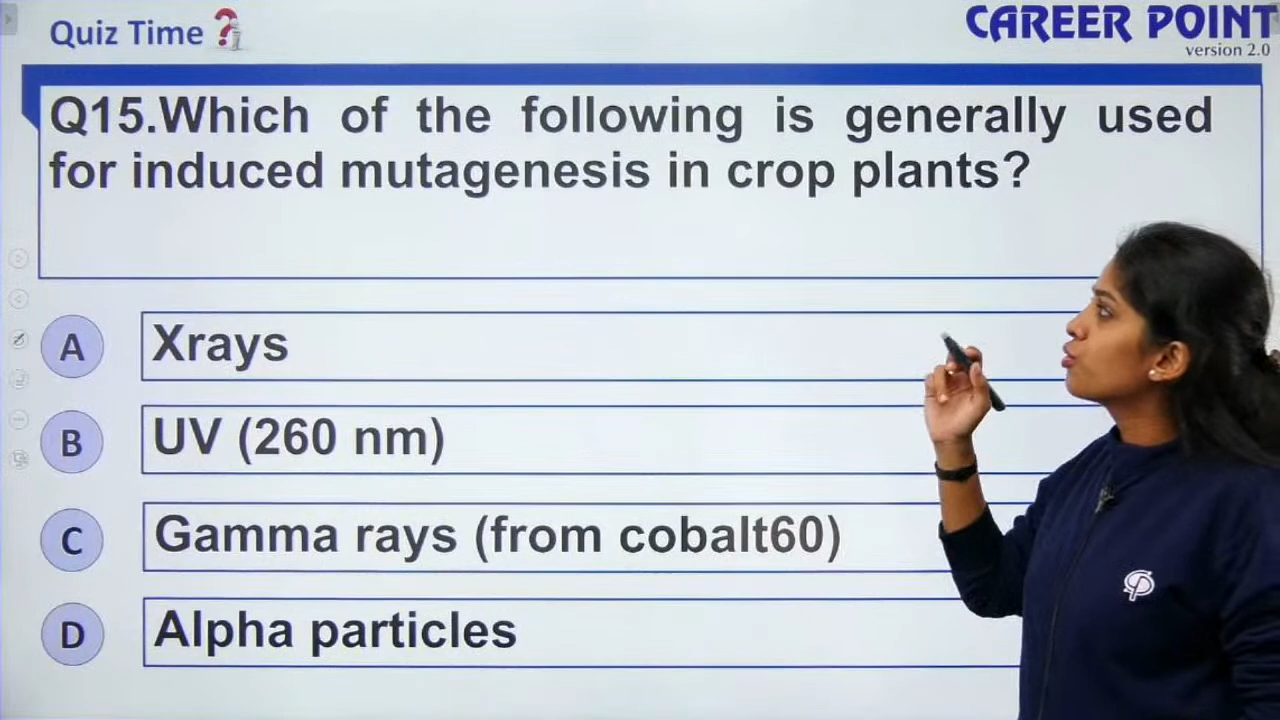 Quiz Time
CAREER POINT
version 2.0
Q15.Which of the following is generally used
for induced mutagenesis in crop plants?
A Xrays
B UV (260 nm)
C Gamma rays (from cobalt60)
D Alpha particles